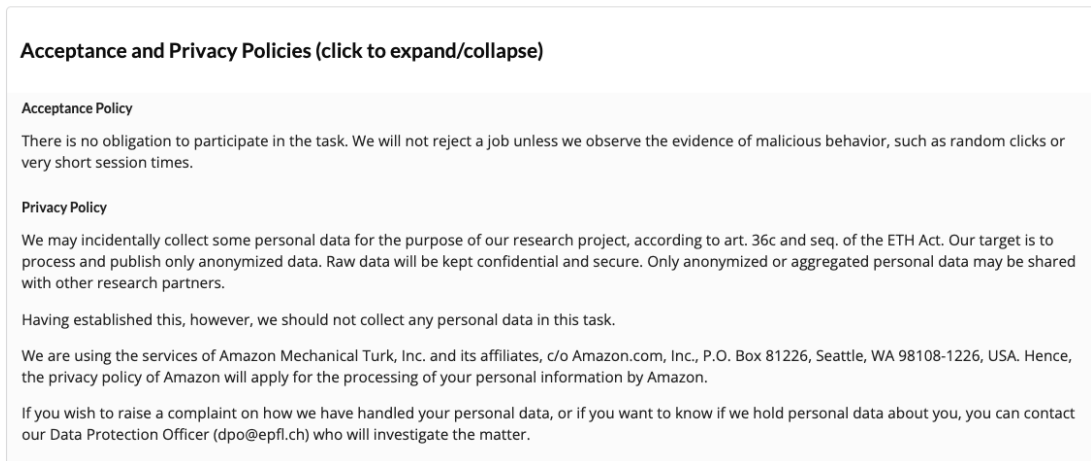 Acceptance and Privacy Policies (click to expand/collapse)
Acceptance Policy
There is no obligation to participate in the task. We will not reject a job unless we observe the evidence of malicious behavior, such as random clicks or
very short session times.
Privacy Policy
We may incidentally collect some personal data for the purpose of our research project, according to art. 36c and seq. of the ETH Act. Our target is to
process and publish only anonymized data. Raw data will be kept confidential and secure. Only anonymized or aggregated personal data may be shared
with other research partners.
Having established this, however, we should not collect any personal data in this task.
We are using the services of Amazon Mechanical Turk, Inc. and its affiliates, c/o Amazon.com, Inc., P.O. Box 81226, Seattle, WA 98108-1226, USA. Hence,
the privacy policy of Amazon will apply for the processing of your personal information by Amazon.
If you wish to raise a complaint on how we have handled your personal data, or if you want to know if we hold personal data about you, you can contact
our Data Protection Officer (dpo@epfl.ch) who will investigate the matter.